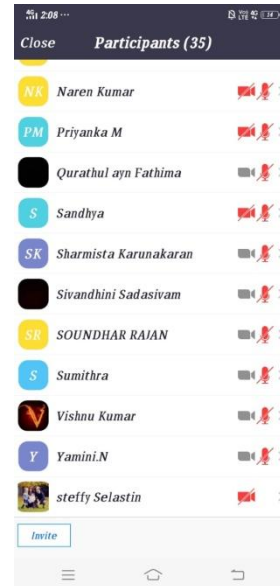 4G 2:08 ...
Close Participants (35)
NK Naren Kumar
PM Priyanka M
Qurathul ayn Fathima
S Sandhya
SK Sharmista Karunakaran
Sivandhini Sadasivam
SR SOUNDHAR RAJAN
S Sumithra
Vishnu Kumar
Y Yamini.N
steffy Selastin
Invite